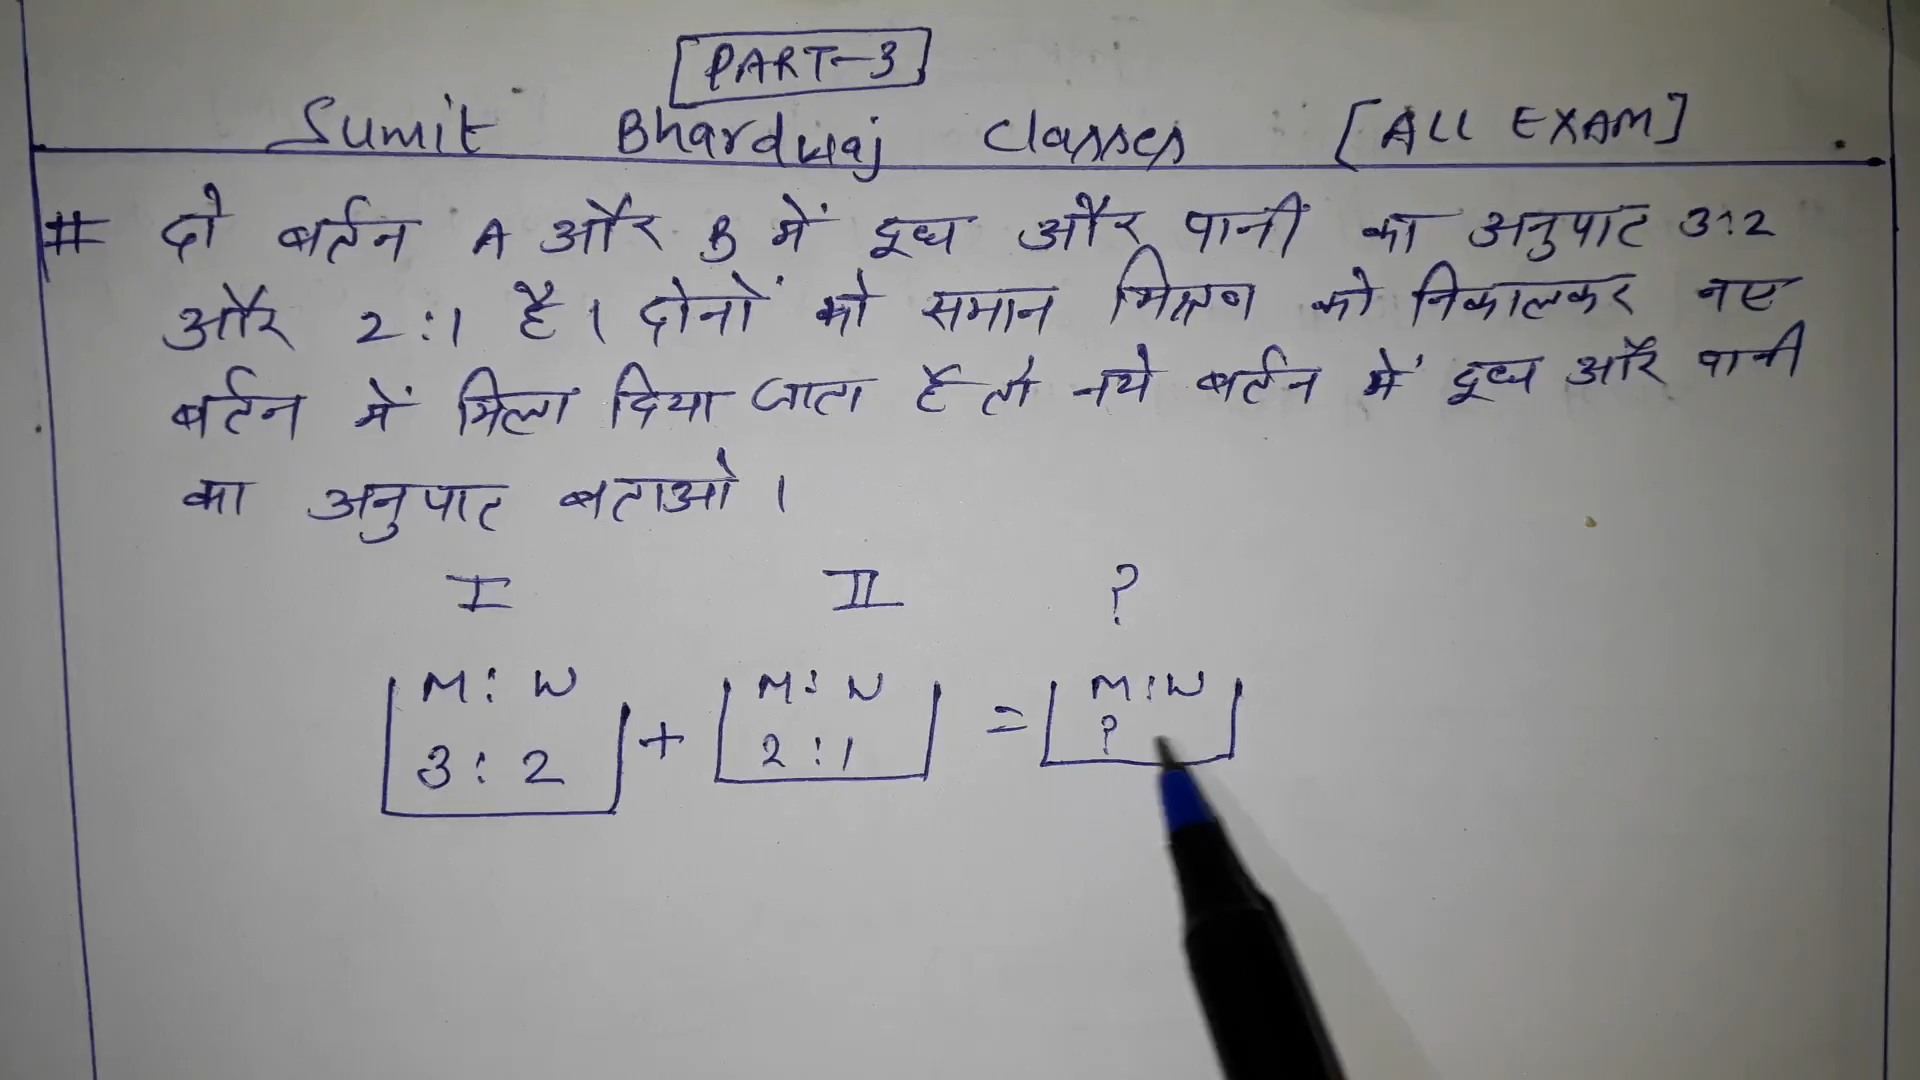 [PART-3]
Sumit Bhardwaj Classes [ALL EXAM]
# दो बर्तन A और B में दूध और पानी का अनुपात 3:2
और 2:1 है। दोनों को समान मिश्रण को निकालकर नए
बर्तन में मिला दिया जाता है तो नये बर्तन में दूध और पानी
का अनुपात बताओ।
I II ?
M:W M:W M:W
3:2 + 2:1 = ?